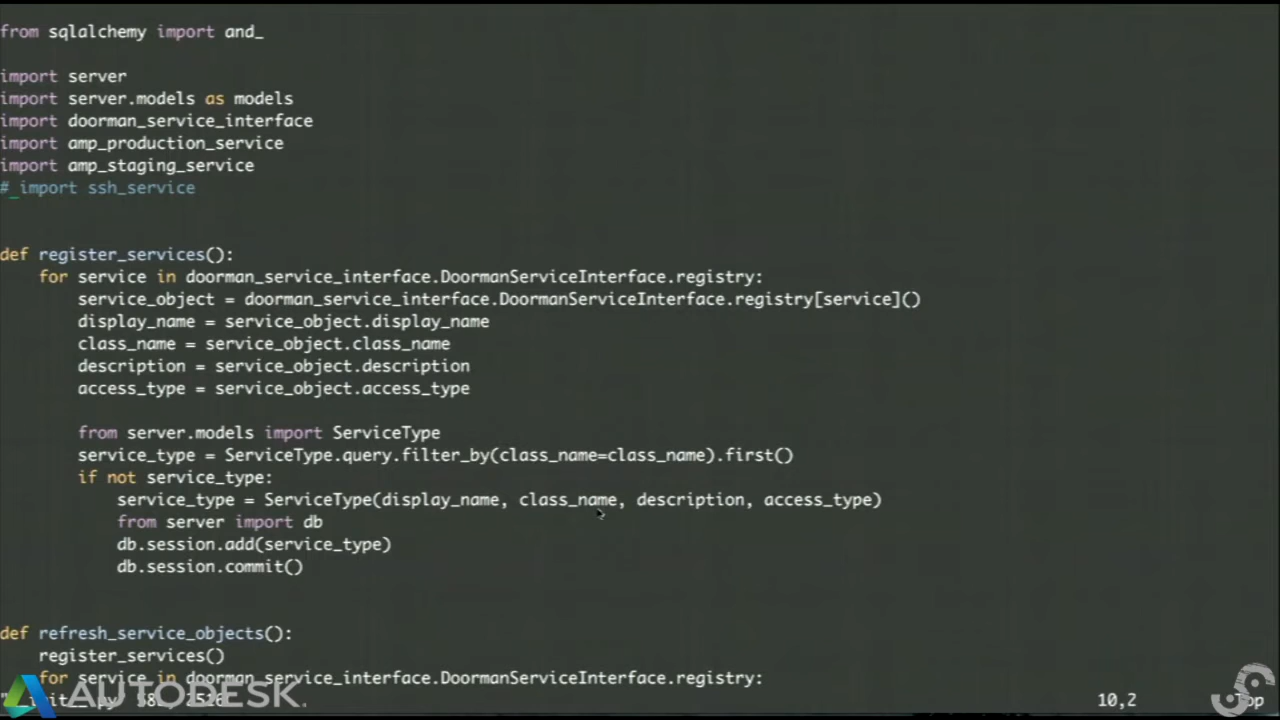 from sqlalchemy import and_
import server
import server.models as models
import doorman_service_interface
import amp_production_service
import amp_staging_service
#_import ssh_service
def register_services():
    for service in doorman_service_interface.DoormanServiceInterface.registry:
        service_object = doorman_service_interface.DoormanServiceInterface.registry[service]()
        display_name = service_object.display_name
        class_name = service_object.class_name
        description = service_object.description
        access_type = service_object.access_type
        from server.models import ServiceType
        service_type = ServiceType.query.filter_by(class_name=class_name).first()
        if not service_type:
            service_type = ServiceType(display_name, class_name, description, access_type)
            from server import db
            db.session.add(service_type)
            db.session.commit()
def refresh_service_objects():
    register_services()
    for service in doorman_service_interface.DoormanServiceInterface.registry:
AUTODESK.
10,2
Top